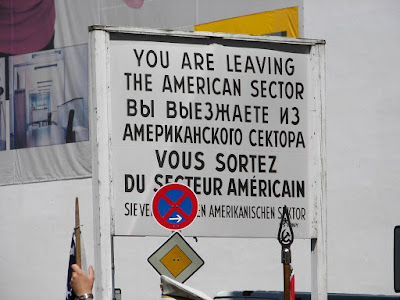 YOU ARE LEAVING
THE AMERICAN SECTOR
ВЫ ВЫЕЗЖАЕТЕ ИЗ
АМЕРИКАНСКОГО СЕКТОРА
VOUS SORTEZ
DU SECTEUR AMÉRICAIN
SIE EN AMERIKANISCHEN SEKTOR